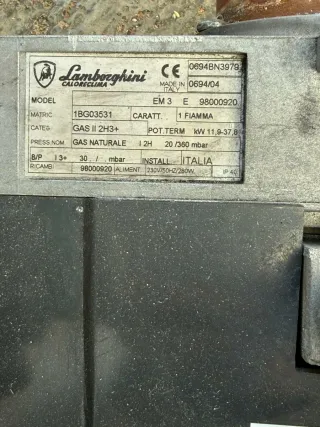 Lamborghini CE 0694BN3979
CALORECLIMA MADE IN ITALY 0694/04
MODEL EM 3 E 98000920
MATRIC 1BG03531 CARATT. 1 FIAMMA
CATEG GAS II 2H3+ POT.TERM kW 11,9-37,8
PRESS.NOM GAS NATURALE I 2H 20/360 mbar
B/P I 3+ 30 / mbar INSTALL ITALIA
R/CAMB. 98000920 ALIMENT. 230V/50HZ/280W IP 40